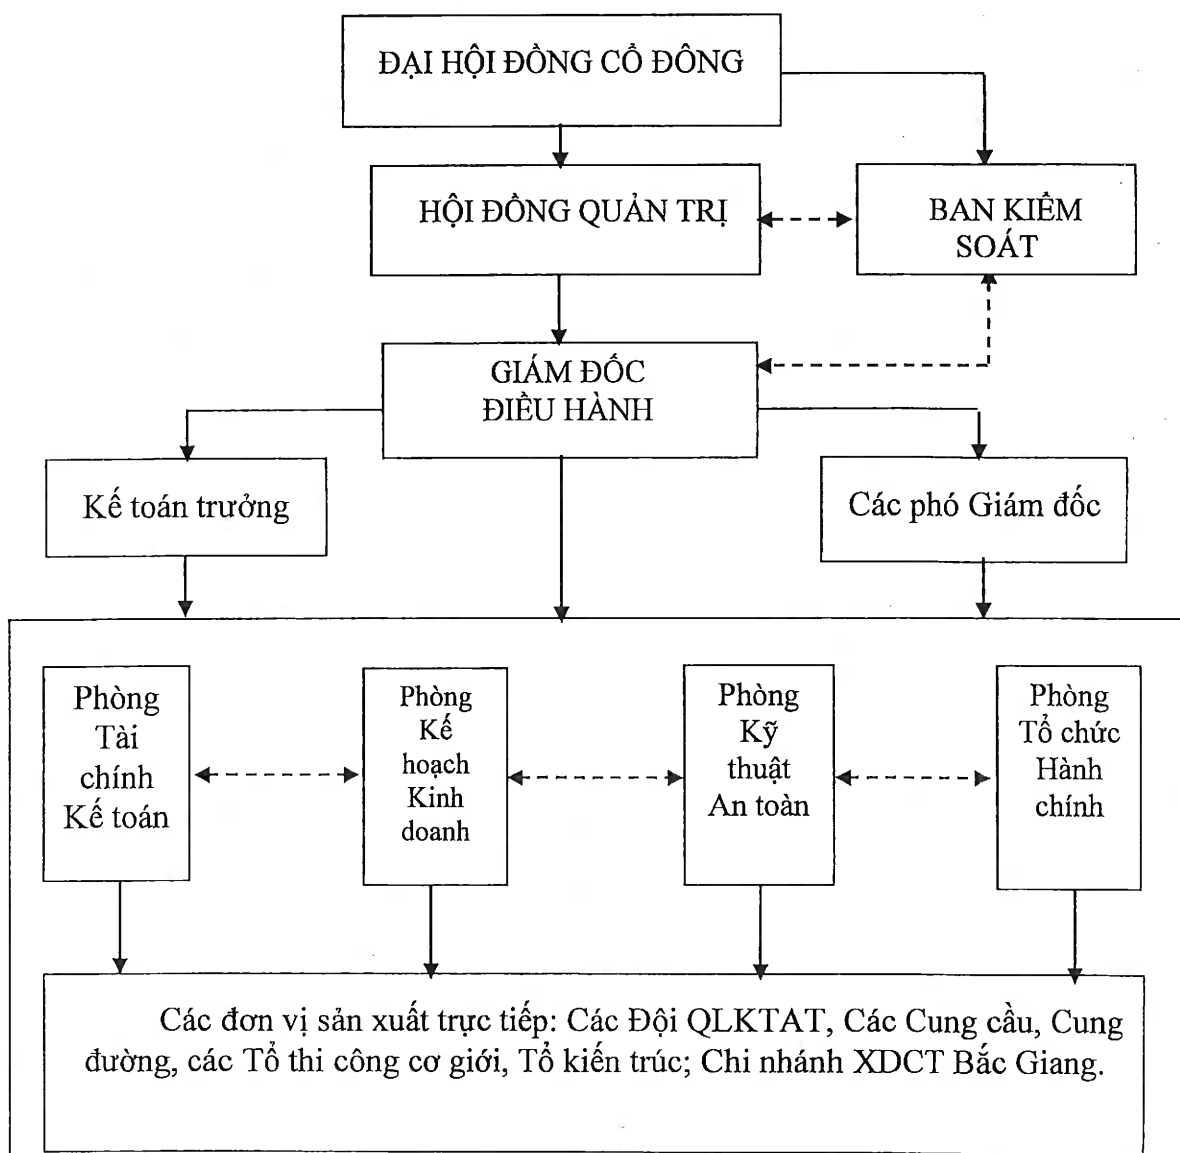 ĐẠI HỘI ĐỒNG CỔ ĐÔNG
HỘI ĐỒNG QUẢN TRỊ
BAN KIỂM
SOÁT
GIÁM ĐỐC
ĐIỀU HÀNH
Kế toán trưởng
Các phó Giám đốc
Phòng
Tài
chính
Kế toán
Phòng
Kế
hoạch
Kinh
doanh
Phòng
Kỹ
thuật
An toàn
Phòng
Tổ chức
Hành
chính
Các đơn vị sản xuất trực tiếp: Các Đội QLKTAT, Các Cung cầu, Cung
đường, các Tổ thi công cơ giới, Tổ kiến trúc; Chi nhánh XDCT Bắc Giang.